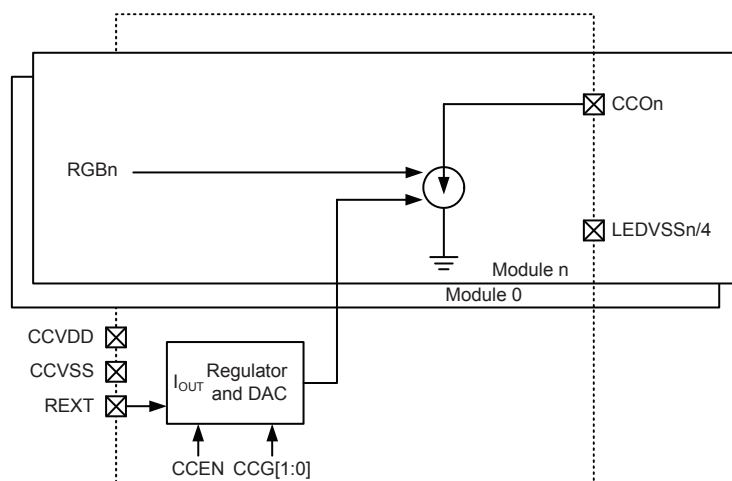 CCOn
RGBn
LEDVSSn/4
Module n
Module 0
CCVDD
CCVSS
REXT
IOUT Regulator
and DAC
CCEN CCG[1:0]